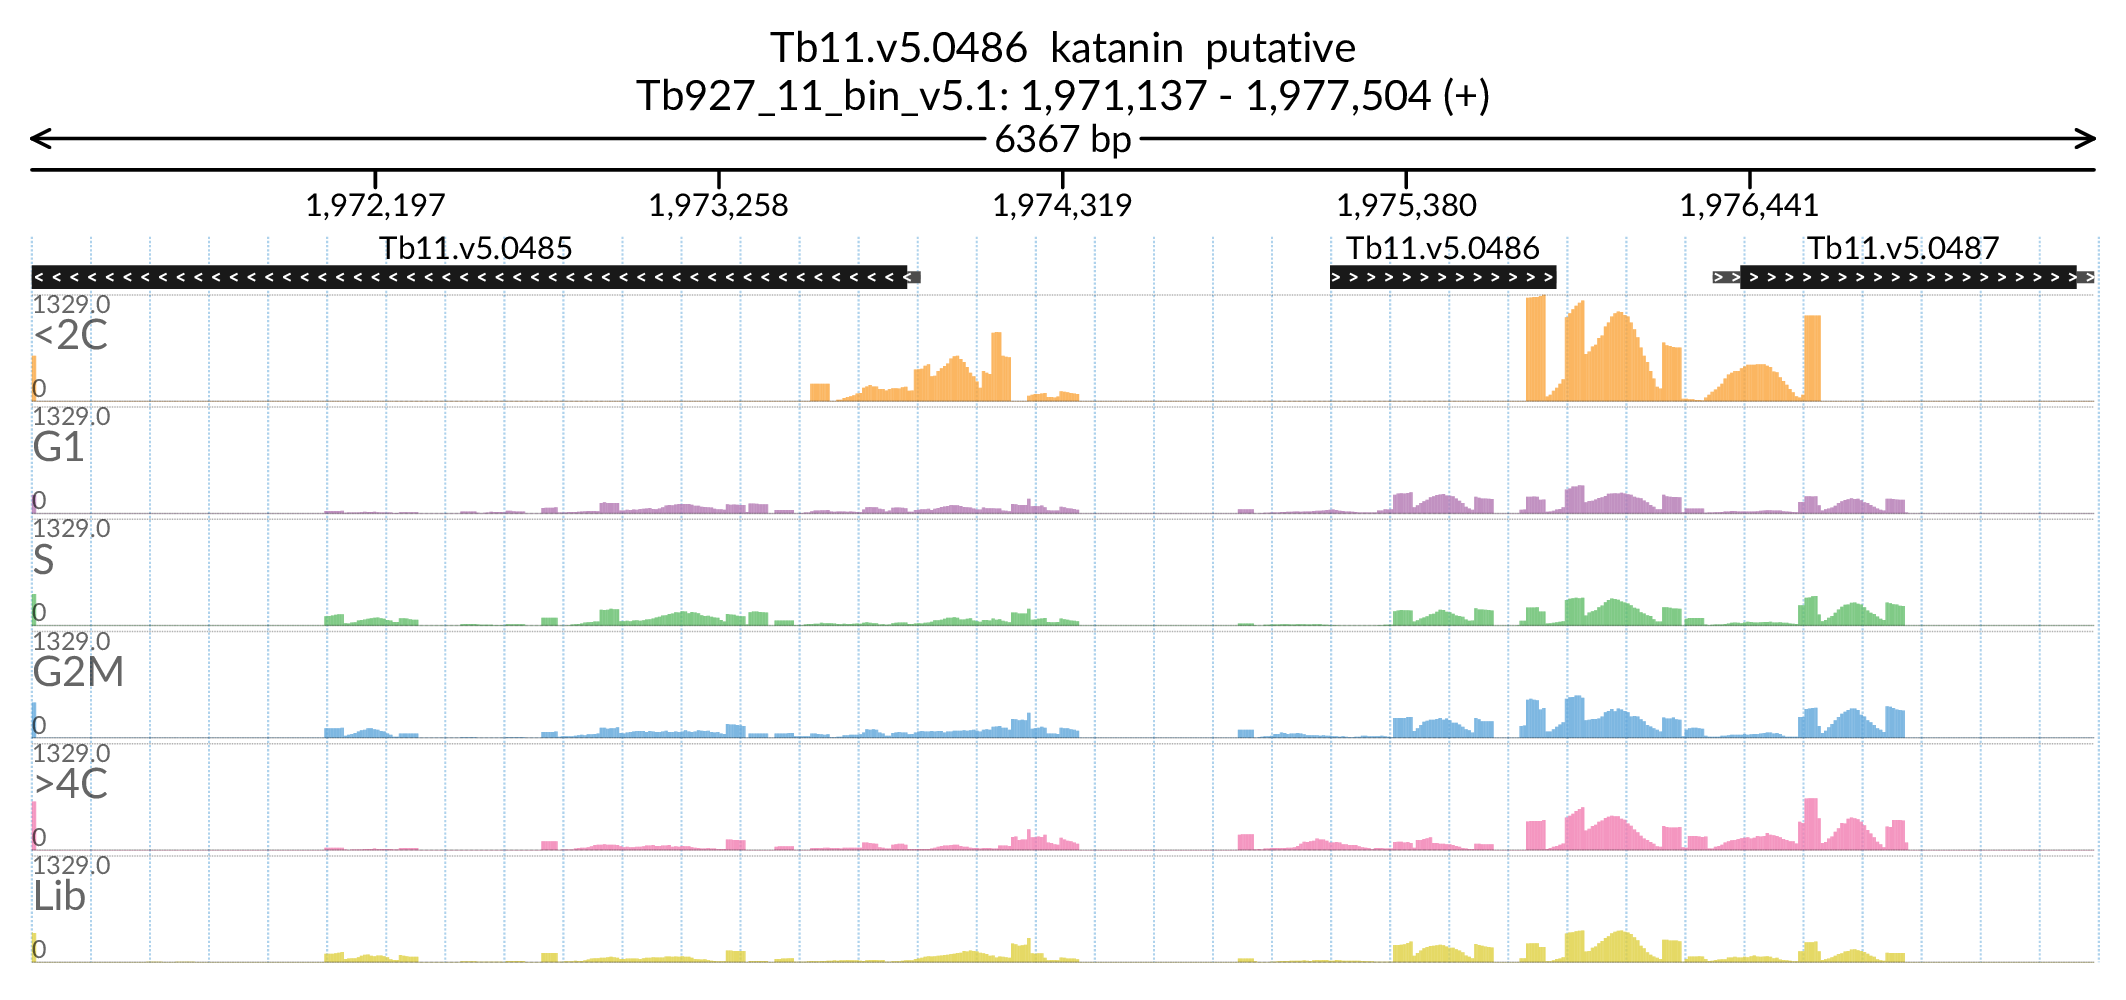 Tb11.v5.0486 katanin putative
Tb927_11_bin_v5.1: 1,971,137 - 1,977,504 (+)
6367 bp
1,972,197 1,973,258 1,974,319 1,975,380 1,976,441
Tb11.v5.0485 Tb11.v5.0486 Tb11.v5.0487
1329.0
<2C
0
1329.0
G1
0
1329.0
S
0
1329.0
G2M
0
1329.0
>4C
0
1329.0
Lib
0